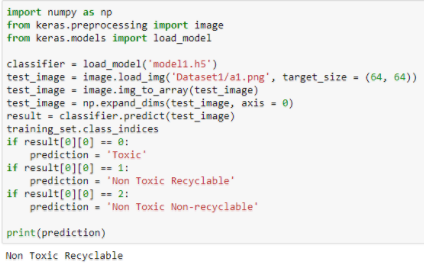 import numpy as np
from keras.preprocessing import image
from keras.models import load_model
classifier = load_model('model1.h5')
test_image = image.load_img('Dataset1/a1.png', target_size = (64, 64))
test_image = image.img_to_array(test_image)
test_image = np.expand_dims(test_image, axis = 0)
result = classifier.predict(test_image)
training_set.class_indices
if result[0][0] == 0:
    prediction = 'Toxic'
if result[0][0] == 1:
    prediction = 'Non Toxic Recyclable'
if result[0][0] == 2:
    prediction = 'Non Toxic Non-recyclable'
print(prediction)
Non Toxic Recyclable